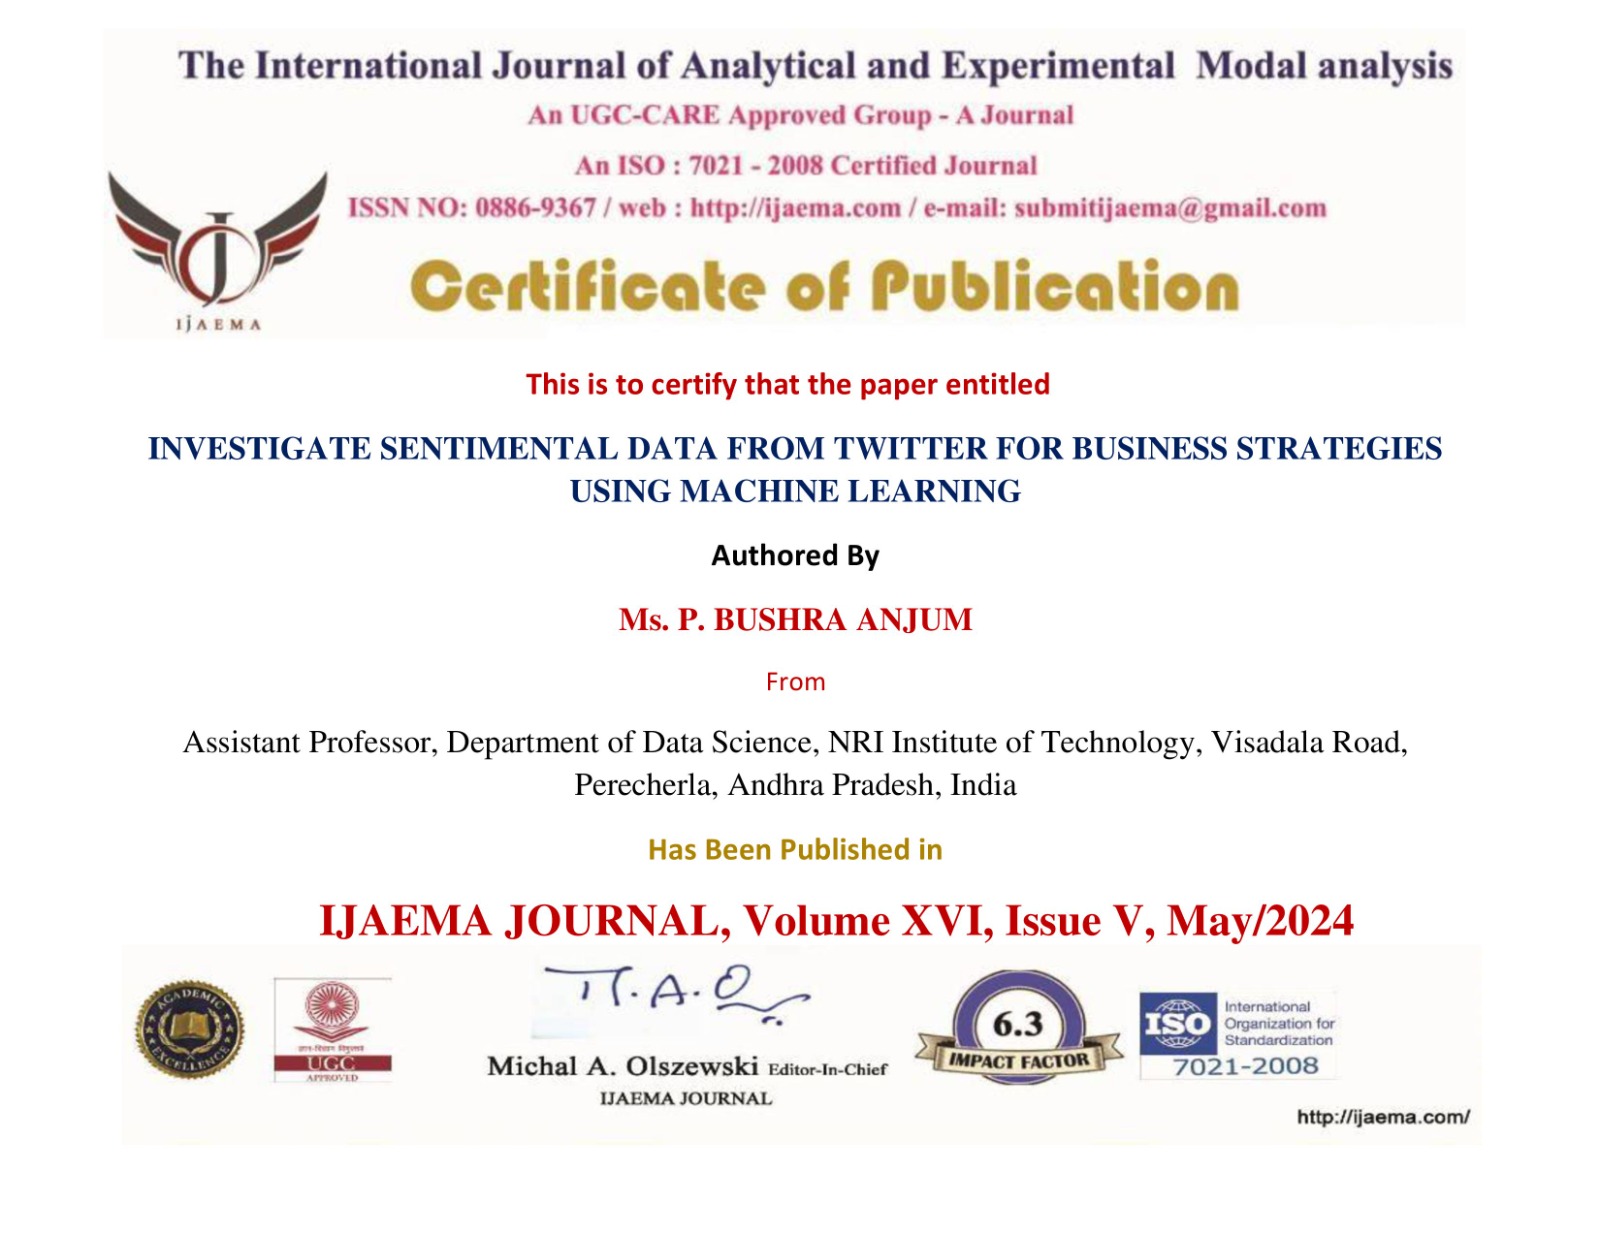 The International Journal of Analytical and Experimental Modal analysis
An UGC-CARE Approved Group - A Journal
An ISO : 7021 - 2008 Certified Journal
ISSN NO: 0886-9367 / web : http://ijaema.com / e-mail: submitijaema@gmail.com
IjAEMA
Certificate of Publication
This is to certify that the paper entitled
INVESTIGATE SENTIMENTAL DATA FROM TWITTER FOR BUSINESS STRATEGIES
USING MACHINE LEARNING
Authored By
Ms. P. BUSHRA ANJUM
From
Assistant Professor, Department of Data Science, NRI Institute of Technology, Visadala Road,
Perecherla, Andhra Pradesh, India
Has Been Published in
IJAEMA JOURNAL, Volume XVI, Issue V, May/2024
ACADEMIC
EXCELLENCE
ज्ञान-विज्ञान विमुक्तये
UGC
APPROVED
Michal A. Olszewski Editor-In-Chief
IJAEMA JOURNAL
6.3
IMPACT FACTOR
ISO
International
Organization for
Standardization
7021-2008
http://ijaema.com/